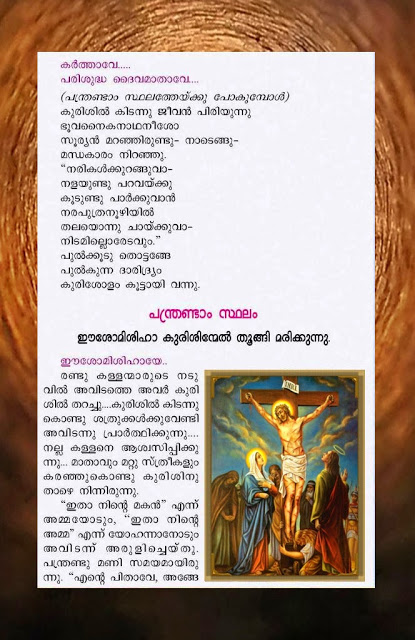 കർത്താവേ.....
പരിശുദ്ധ ദൈവമാതാവേ....
(പന്ത്രണ്ടാം സ്ഥലത്തേയ്ക്കു പോകുമ്പോൾ)
കുരിശിൽ കിടന്നു ജീവൻ പിരിയുന്നു
ഭുവനൈകനാഥനീശോ
സൂര്യൻ മറഞ്ഞിരുണ്ടു- നാടെങ്ങു-
മന്ധകാരം നിറഞ്ഞു.
“നരികൾക്കുറങ്ങുവാ-
നളയുണ്ടു പറവയ്ക്കു
കൂടുണ്ടു പാർക്കുവാൻ
നരപുത്രനൂഴിയിൽ
തലയൊന്നു ചായ്ക്കുവാ-
നിടമില്ലൊരേടവും.”
പുൽക്കൂടു തൊട്ടങ്ങേ
പുൽകുന്ന ദാരിദ്ര്യം
കുരിശോളം കൂട്ടായി വന്നു.
പന്ത്രണ്ടാം സ്ഥലം
ഈശോമിശിഹാ കുരിശിന്മേൽ തൂങ്ങി മരിക്കുന്നു.
ഈശോമിശിഹായേ..
രണ്ടു കള്ളന്മാരുടെ നടു
വിൽ അവിടത്തെ അവർ കുരി
ശിൽ തറച്ചു....കുരിശിൽ കിടന്നു
കൊണ്ടു ശത്രുക്കൾക്കുവേണ്ടി
അവിടന്നു പ്രാർത്ഥിക്കുന്നു....
നല്ല കള്ളനെ ആശ്വസിപ്പിക്കു
ന്നു... മാതാവും മറ്റു സ്ത്രീകളും
കരഞ്ഞുകൊണ്ടു കുരിശിനു
താഴെ നിന്നിരുന്നു.
“ഇതാ നിന്റെ മകൻ” എന്ന്
അമ്മയോടും, “ഇതാ നിന്റെ
അമ്മ” എന്ന് യോഹന്നാനോടും
അവിടന്ന് അരുളിച്ചെയ്തു.
പന്ത്രണ്ടു മണി സമയമായിരു
ന്നു. “എന്റെ പിതാവേ, അങ്ങേ